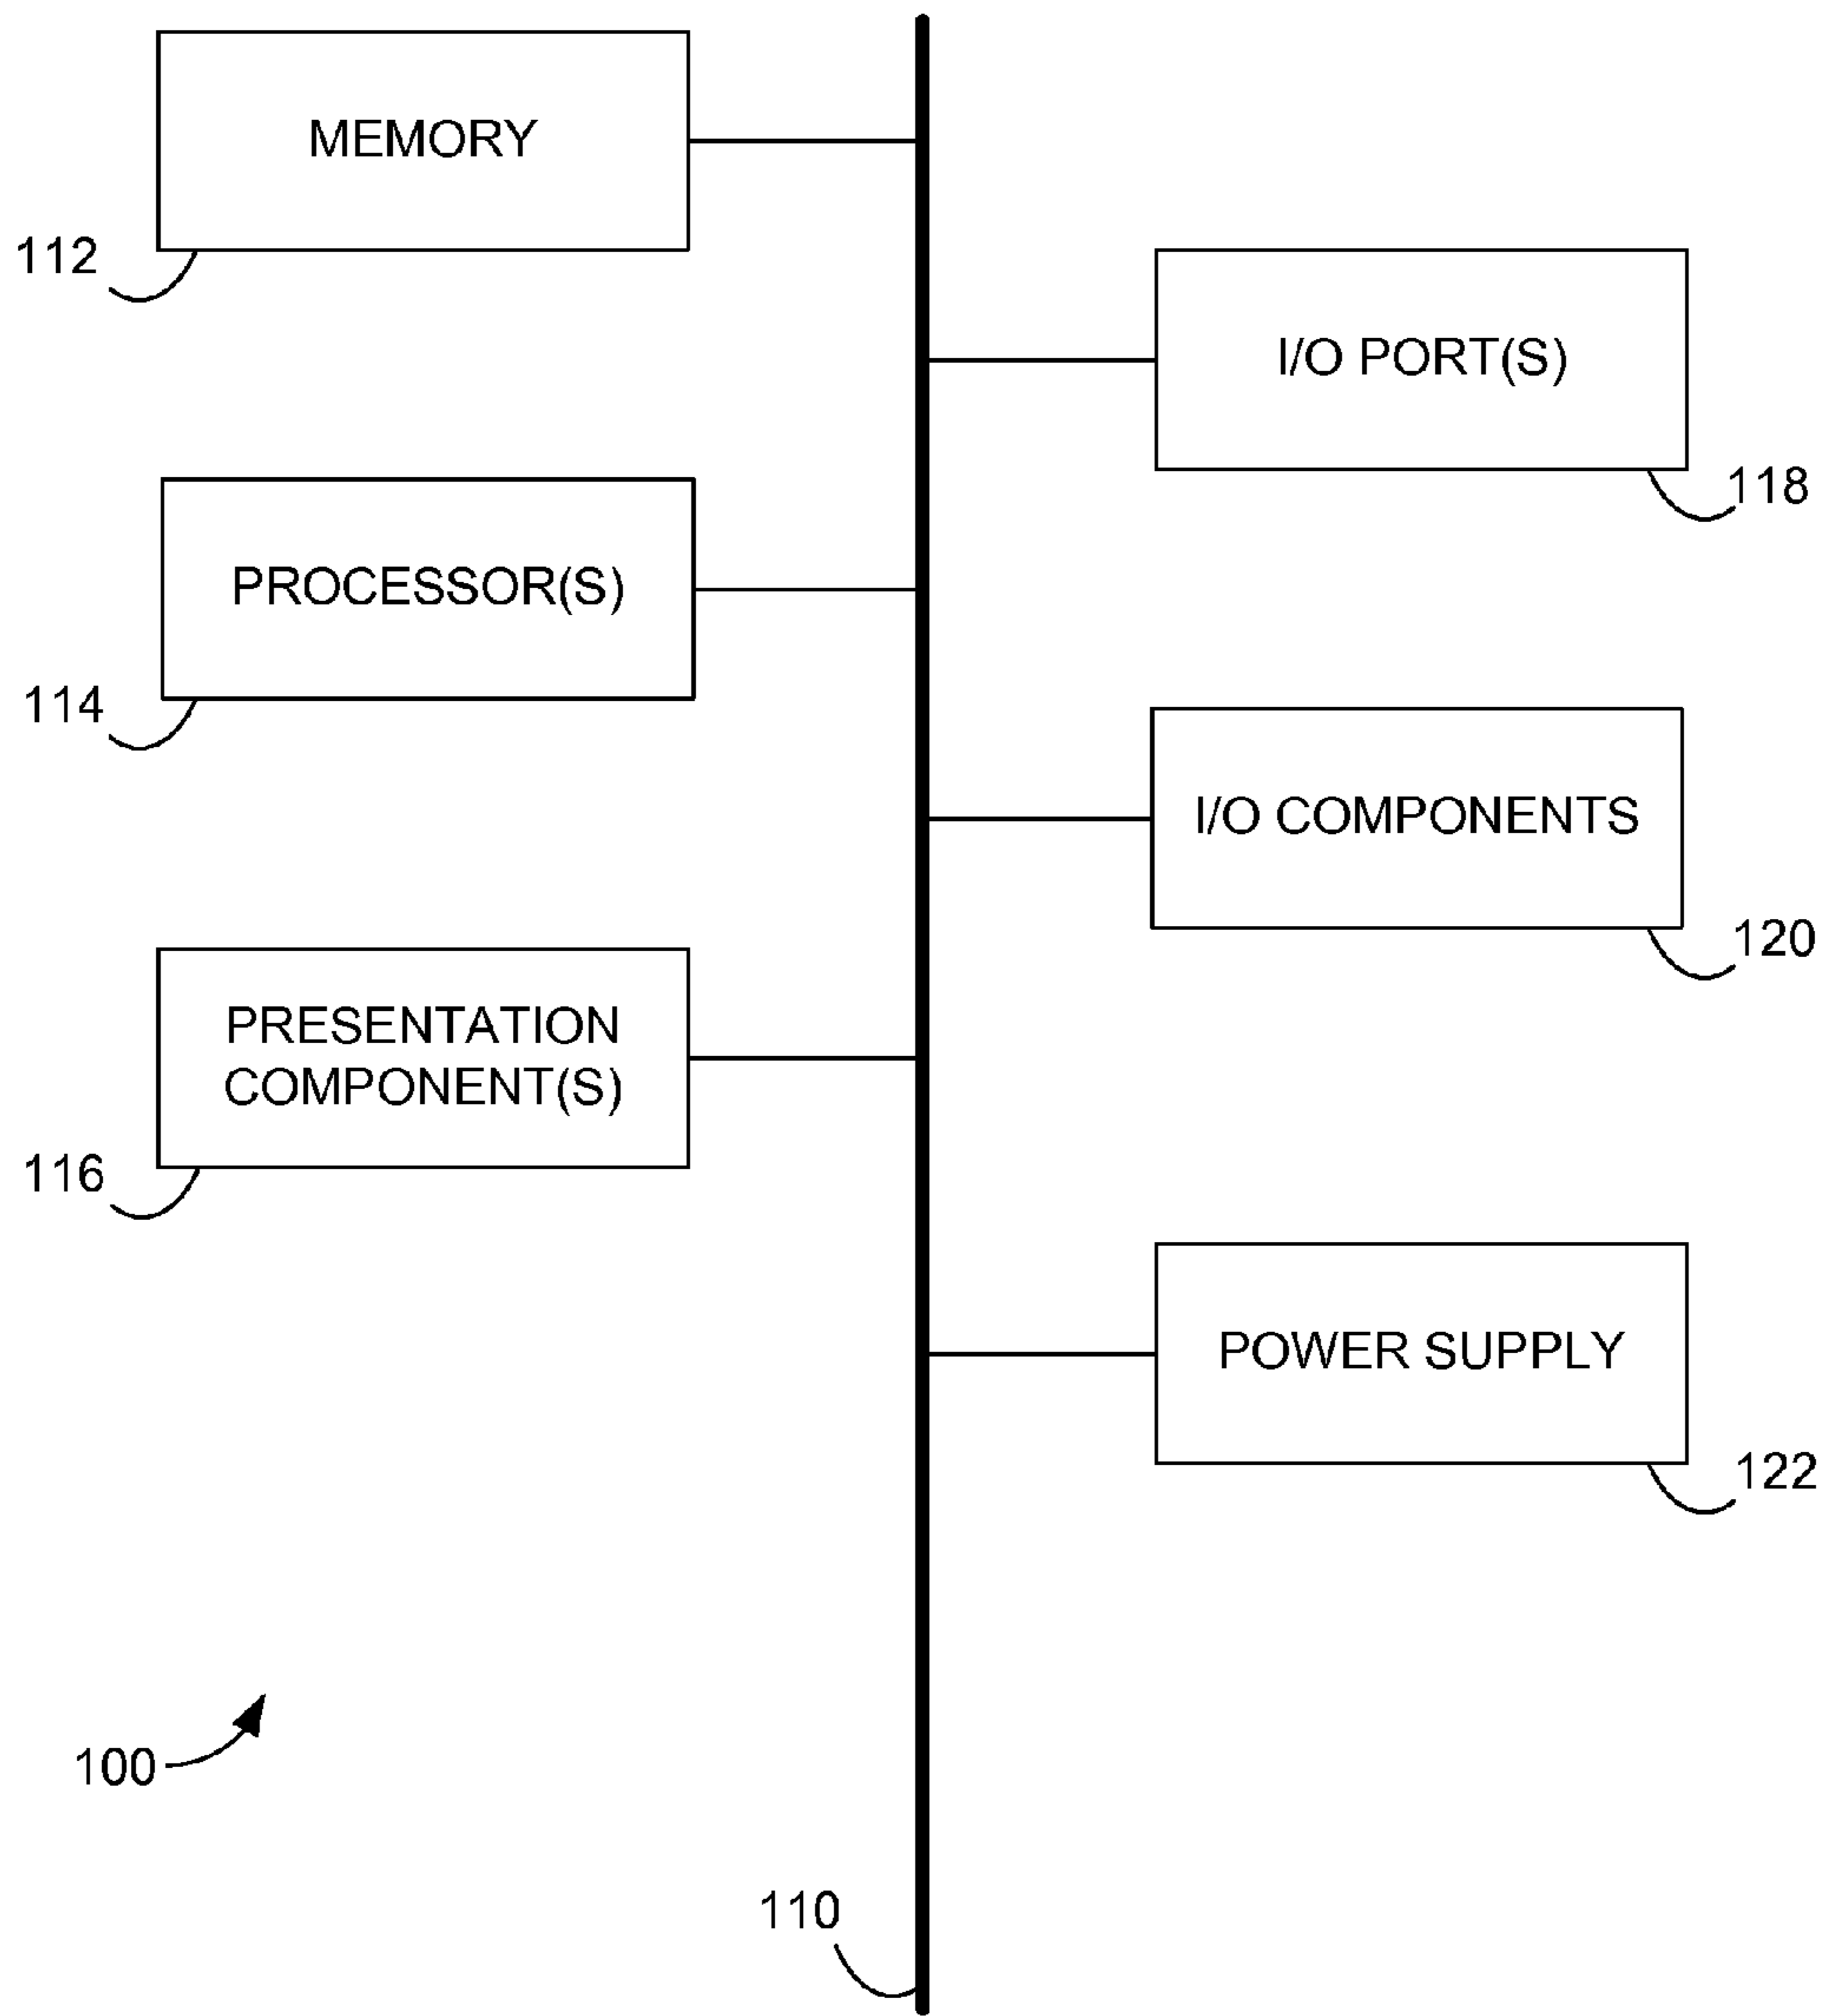 MEMORY
112
I/O PORT(S)
118
PROCESSOR(S)
114
I/O COMPONENTS
120
PRESENTATION
COMPONENT(S)
116
POWER SUPPLY
122
100
110